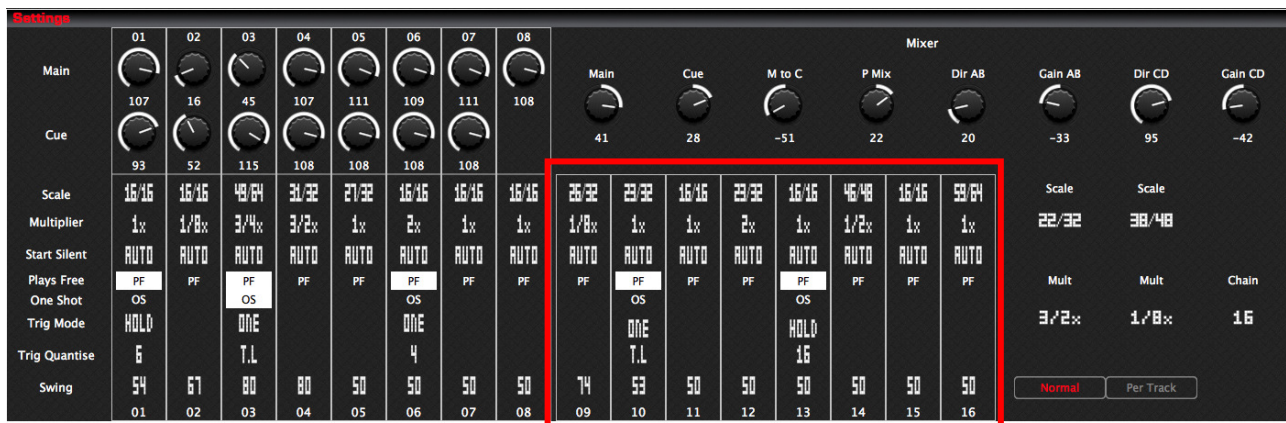 Settings
01 02 03 04 05 06 07 08 Mixer
Main Main Cue M to C P Mix Dir AB Gain AB Dir CD Gain CD
107 16 45 107 111 109 111 108
41 28 -51 22 20 -33 95 -42
Cue
93 52 115 108 108 108 108
Scale 16/16 16/16 49/64 31/32 27/32 16/16 16/16 16/16 26/32 23/32 16/16 29/32 16/16 46/48 16/16 59/64 Scale Scale
Multiplier 1x 1/8x 3/4x 3/2x 1x 2x 1x 1x 1/8x 1x 1x 2x 1x 1/2x 1x 1x 22/32 38/48
Start Silent AUTO AUTO AUTO AUTO AUTO AUTO AUTO AUTO AUTO AUTO AUTO AUTO AUTO AUTO AUTO AUTO
Plays Free PF PF PF PF PF PF PF PF PF PF PF PF PF PF PF PF Mult Mult Chain
One Shot OS OS OS OS OS
Trig Mode HOLD ONE ONE ONE HOLD 3/2x 1/8x 16
Trig Quantise 6 T.L 4 T.L 16
Swing 54 67 80 80 50 50 50 50 74 53 50 50 50 50 50 50 Normal Per Track
01 02 03 04 05 06 07 08 09 10 11 12 13 14 15 16